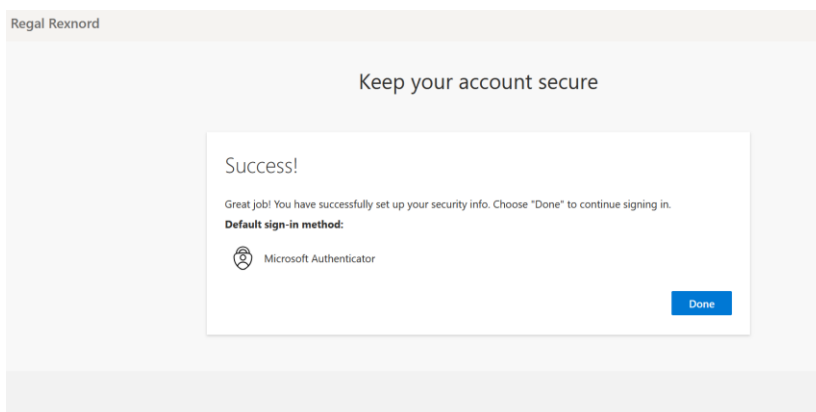 Regal Rexnord
Keep your account secure
Success!
Great job! You have successfully set up your security info. Choose "Done" to continue signing in.
Default sign-in method:
Microsoft Authenticator
Done